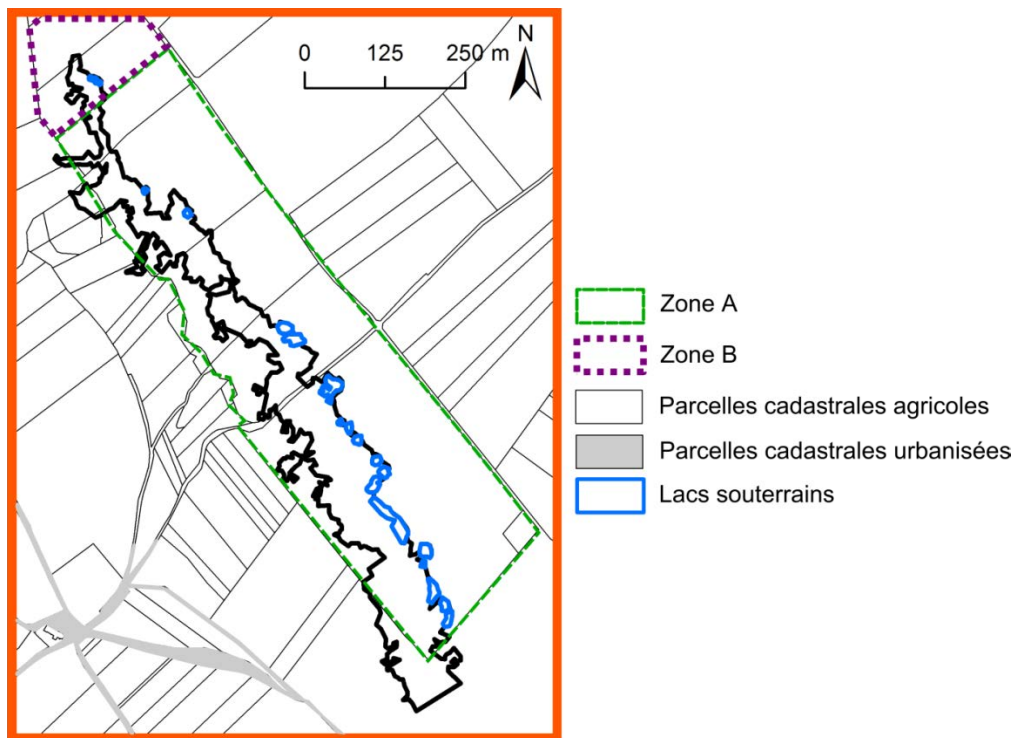 0 125 250 m
N
Zone A
Zone B
Parcelles cadastrales agricoles
Parcelles cadastrales urbanisées
Lacs souterrains